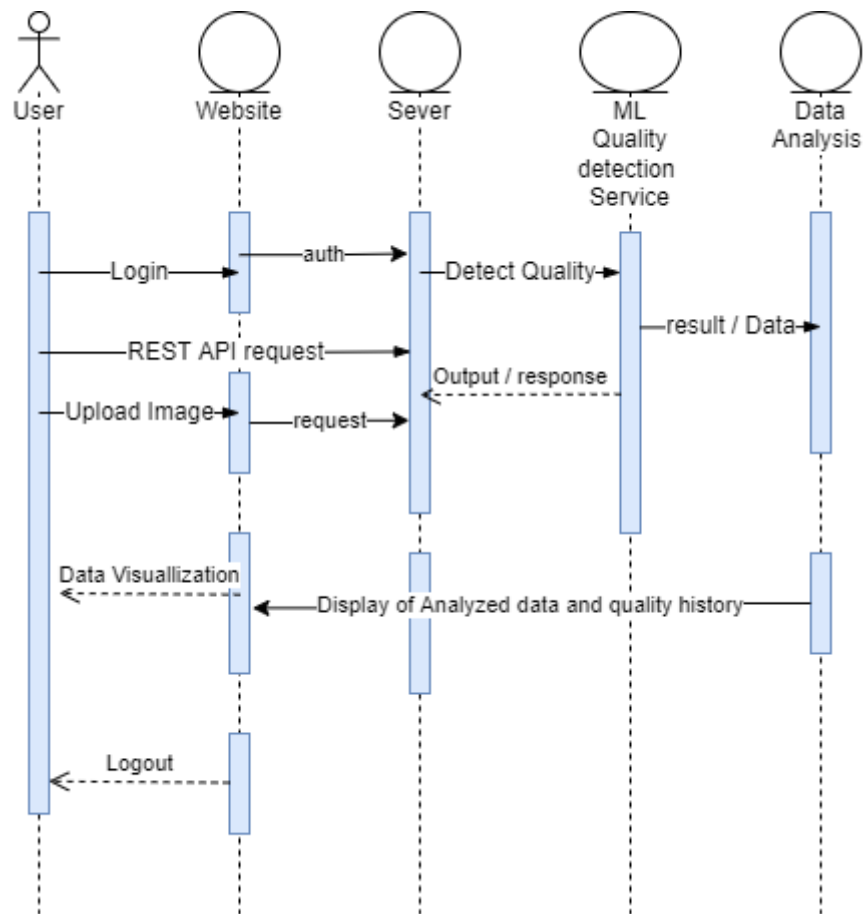 User
Website
Sever
ML
Quality
detection
Service
Data
Analysis
auth
Login
Detect Quality
result / Data
REST API request
Output / response
Upload Image
request
Data Visuallization
Display of Analyzed data and quality history
Logout